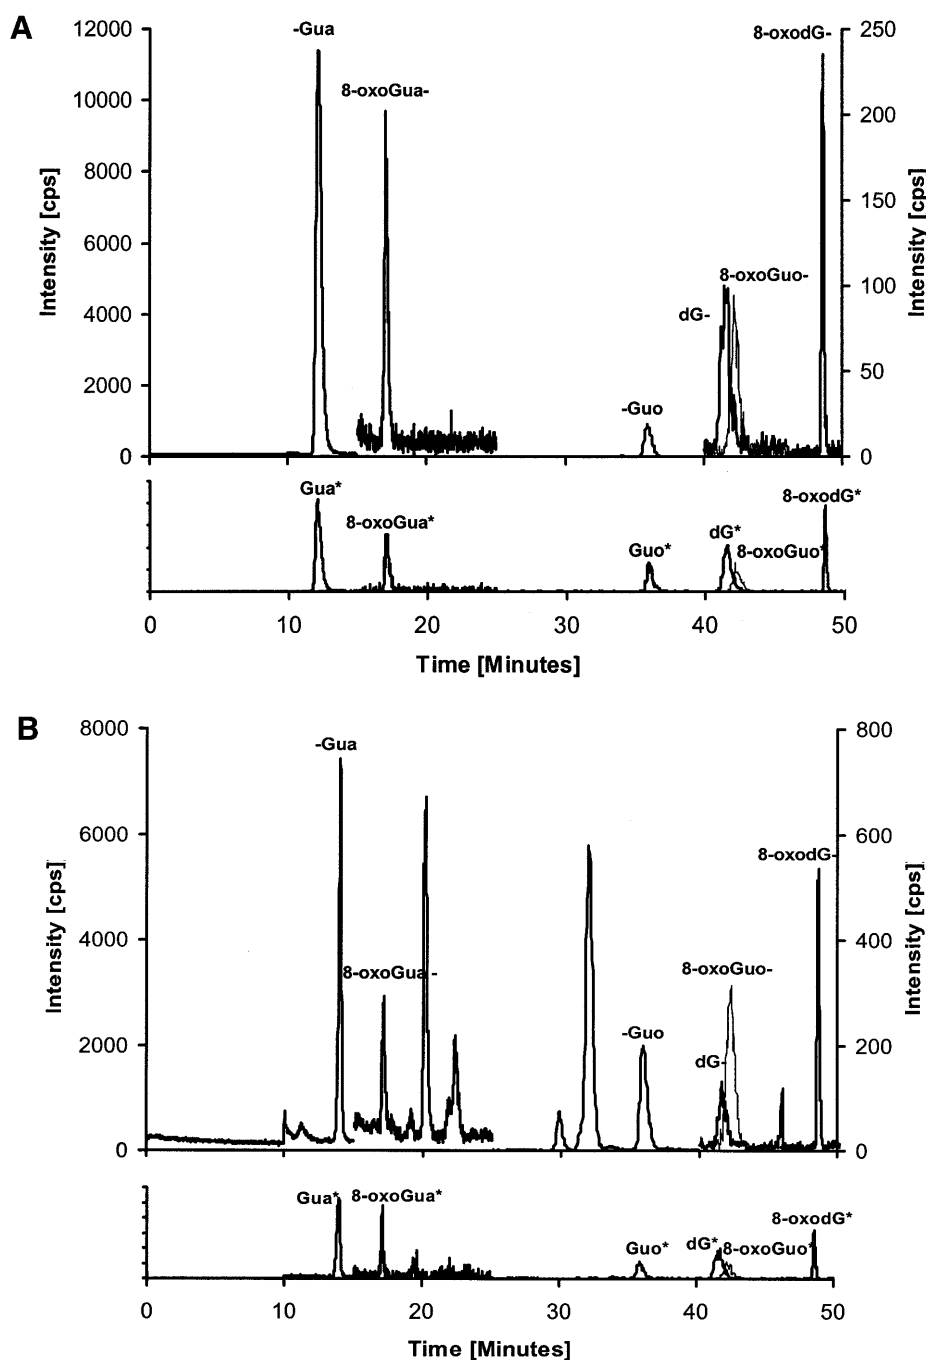 A
12000
10000
8000
6000
4000
2000
0
Intensity [cps]
-Gua
8-oxoGua-
-Guo
dG-
8-oxoGuo-
8-oxodG-
250
200
150
100
50
0
Intensity [cps]
Gua*
8-oxoGua*
Guo*
dG*
8-oxoGuo*
8-oxodG*
0 10 20 30 40 50
Time [Minutes]
B
8000
6000
4000
2000
0
Intensity [cps]
-Gua
8-oxoGua -
-Guo
dG-
8-oxoGuo-
8-oxodG-
800
600
400
200
0
Intensity [cps]
Gua*
8-oxoGua*
Guo*
dG*
8-oxoGuo*
8-oxodG*
0 10 20 30 40 50
Time [Minutes]